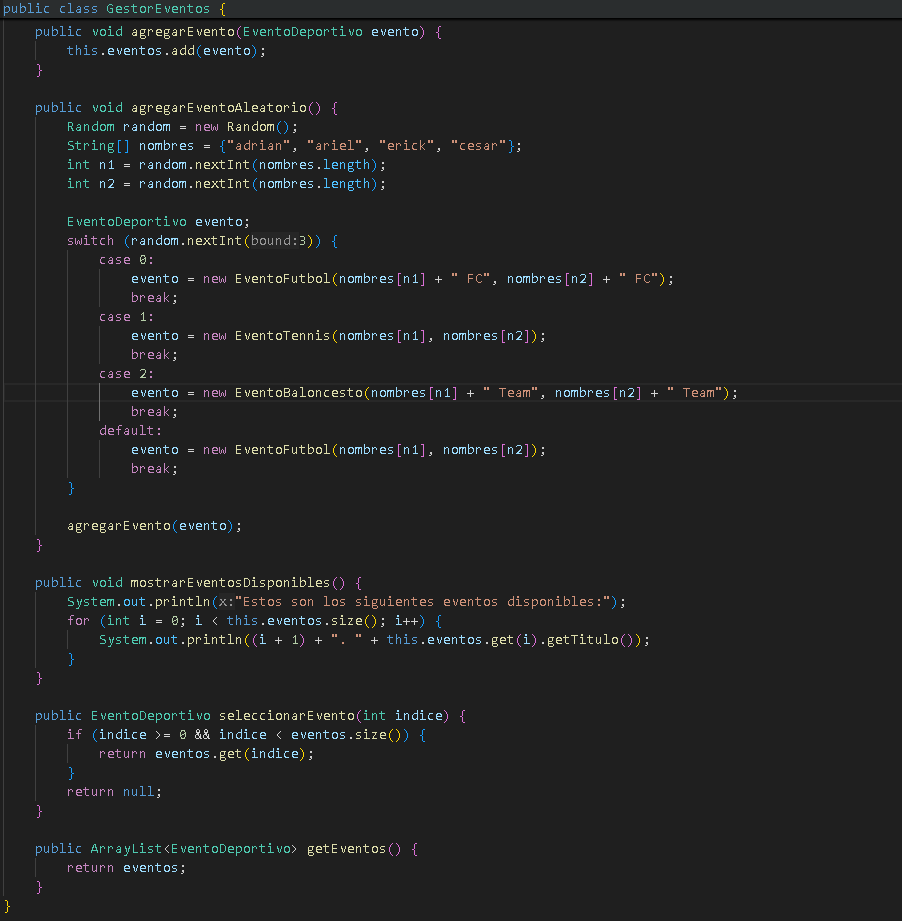 public class GestorEventos {
    public void agregarEvento(EventoDeportivo evento) {
        this.eventos.add(evento);
    }

    public void agregarEventoAleatorio() {
        Random random = new Random();
        String[] nombres = {"adrian", "ariel", "erick", "cesar"};
        int n1 = random.nextInt(nombres.length);
        int n2 = random.nextInt(nombres.length);

        EventoDeportivo evento;
        switch (random.nextInt(bound:3)) {
            case 0:
                evento = new EventoFutbol(nombres[n1] + " FC", nombres[n2] + " FC");
                break;
            case 1:
                evento = new EventoTennis(nombres[n1], nombres[n2]);
                break;
            case 2:
                evento = new EventoBaloncesto(nombres[n1] + " Team", nombres[n2] + " Team");
                break;
            default:
                evento = new EventoFutbol(nombres[n1], nombres[n2]);
                break;
        }

        agregarEvento(evento);
    }

    public void mostrarEventosDisponibles() {
        System.out.println(x:"Estos son los siguientes eventos disponibles:");
        for (int i = 0; i < this.eventos.size(); i++) {
            System.out.println((i + 1) + ". " + this.eventos.get(i).getTitulo());
        }
    }

    public EventoDeportivo seleccionarEvento(int indice) {
        if (indice >= 0 && indice < eventos.size()) {
            return eventos.get(indice);
        }
        return null;
    }

    public ArrayList<EventoDeportivo> getEventos() {
        return eventos;
    }
}